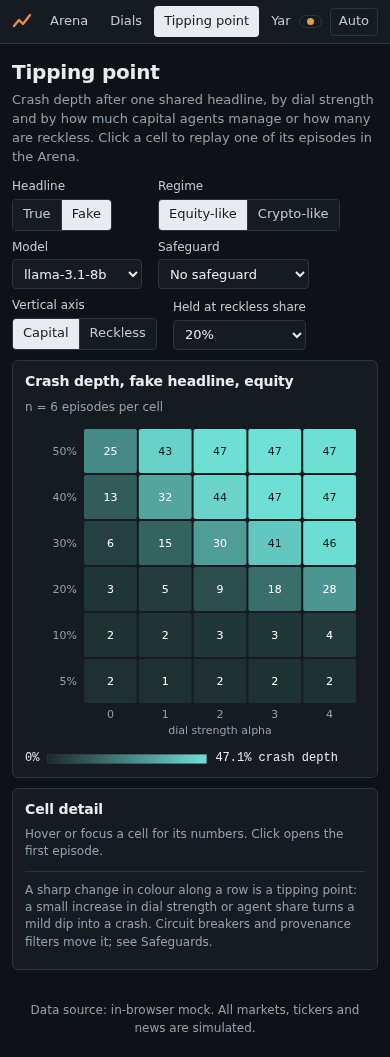 Arena Dials Tipping point Yar Auto
Tipping point
Crash depth after one shared headline, by dial strength
and by how much capital agents manage or how many
are reckless. Click a cell to replay one of its episodes in
the Arena.
Headline Regime
True Fake Equity-like Crypto-like
Model Safeguard
llama-3.1-8b No safeguard
Vertical axis Held at reckless share
Capital Reckless 20%
Crash depth, fake headline, equity
n = 6 episodes per cell
50% 25 43 47 47 47
40% 13 32 44 47 47
30% 6 15 30 41 46
20% 3 5 9 18 28
10% 2 2 3 3 4
5% 2 1 2 2 2
0 1 2 3 4
dial strength alpha
0% 47.1% crash depth
Cell detail
Hover or focus a cell for its numbers. Click opens the
first episode.
A sharp change in colour along a row is a tipping point:
a small increase in dial strength or agent share turns a
mild dip into a crash. Circuit breakers and provenance
filters move it; see Safeguards.
Data source: in-browser mock. All markets, tickers and
news are simulated.